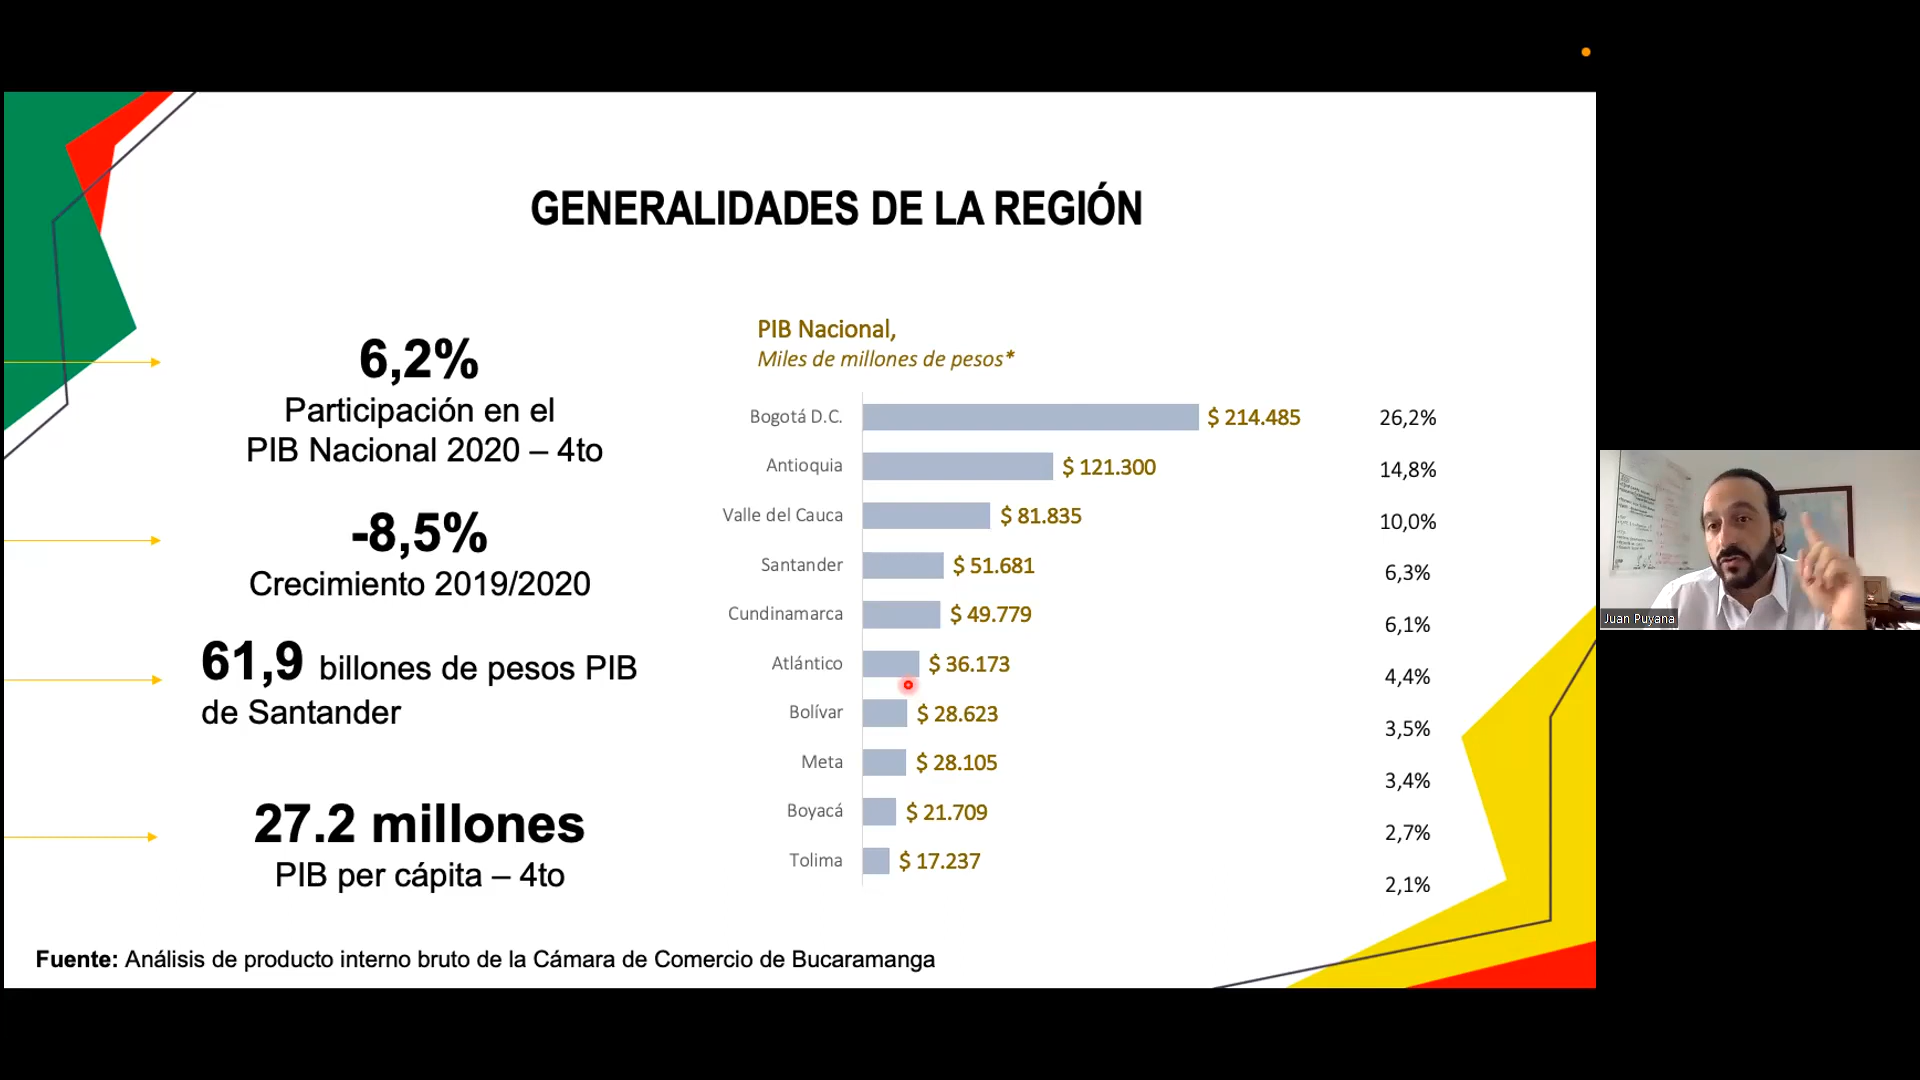 GENERALIDADES DE LA REGIÓN
6,2%
Participación en el
PIB Nacional 2020 – 4to
-8,5%
Crecimiento 2019/2020
61,9 billones de pesos PIB
de Santander
27.2 millones
PIB per cápita – 4to
PIB Nacional,
Miles de millones de pesos*
Bogotá D.C. $ 214.485 26,2%
Antioquia $ 121.300 14,8%
Valle del Cauca $ 81.835 10,0%
Santander $ 51.681 6,3%
Cundinamarca $ 49.779 6,1%
Atlántico $ 36.173 4,4%
Bolívar $ 28.623 3,5%
Meta $ 28.105 3,4%
Boyacá $ 21.709 2,7%
Tolima $ 17.237 2,1%
Fuente: Análisis de producto interno bruto de la Cámara de Comercio de Bucaramanga
Juan Puyana